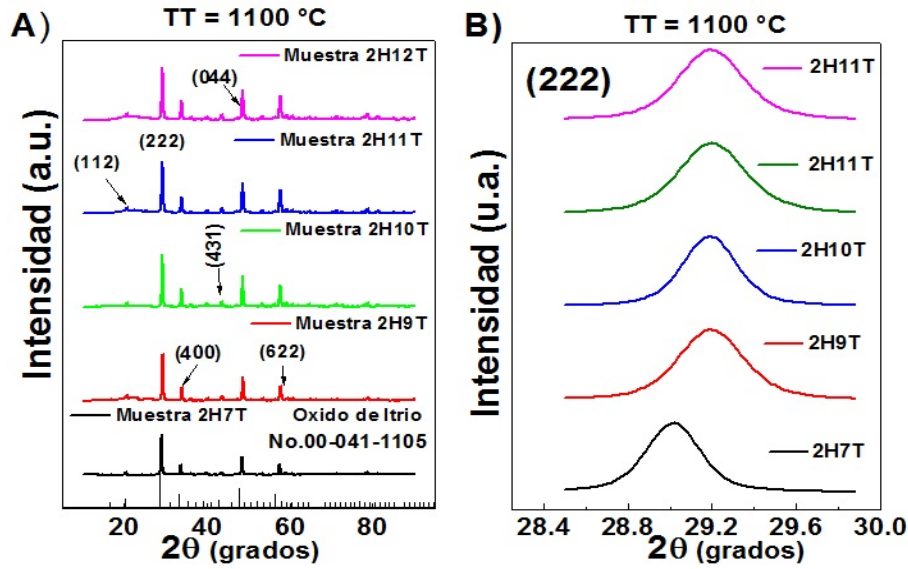 TT = 1100 °C
A)
Muestra 2H12T
(044)
(222)
Muestra 2H11T
(112)
Muestra 2H10T
(431)
Muestra 2H9T
(400)
(622)
Muestra 2H7T
Oxido de Itrio
No.00-041-1105
Intensidad (a.u.)
20 40 60 80
2θ (grados)
TT = 1100 °C
B)
(222)
2H11T
2H11T
2H10T
2H9T
2H7T
Intensidad (u.a.)
28.4 28.8 29.2 29.6 30.0
2θ (grados)